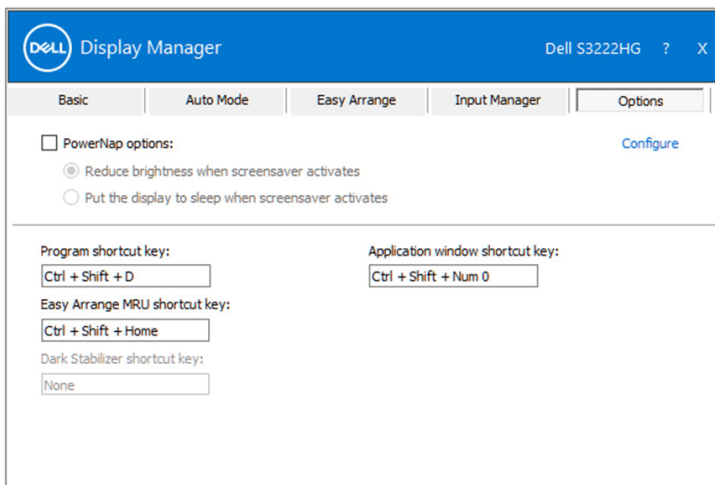 DELL Display Manager Dell S3222HG ? X
Basic Auto Mode Easy Arrange Input Manager Options
PowerNap options: Configure
Reduce brightness when screensaver activates
Put the display to sleep when screensaver activates
Program shortcut key: Application window shortcut key:
Ctrl + Shift + D Ctrl + Shift + Num 0
Easy Arrange MRU shortcut key:
Ctrl + Shift + Home
Dark Stabilizer shortcut key:
None